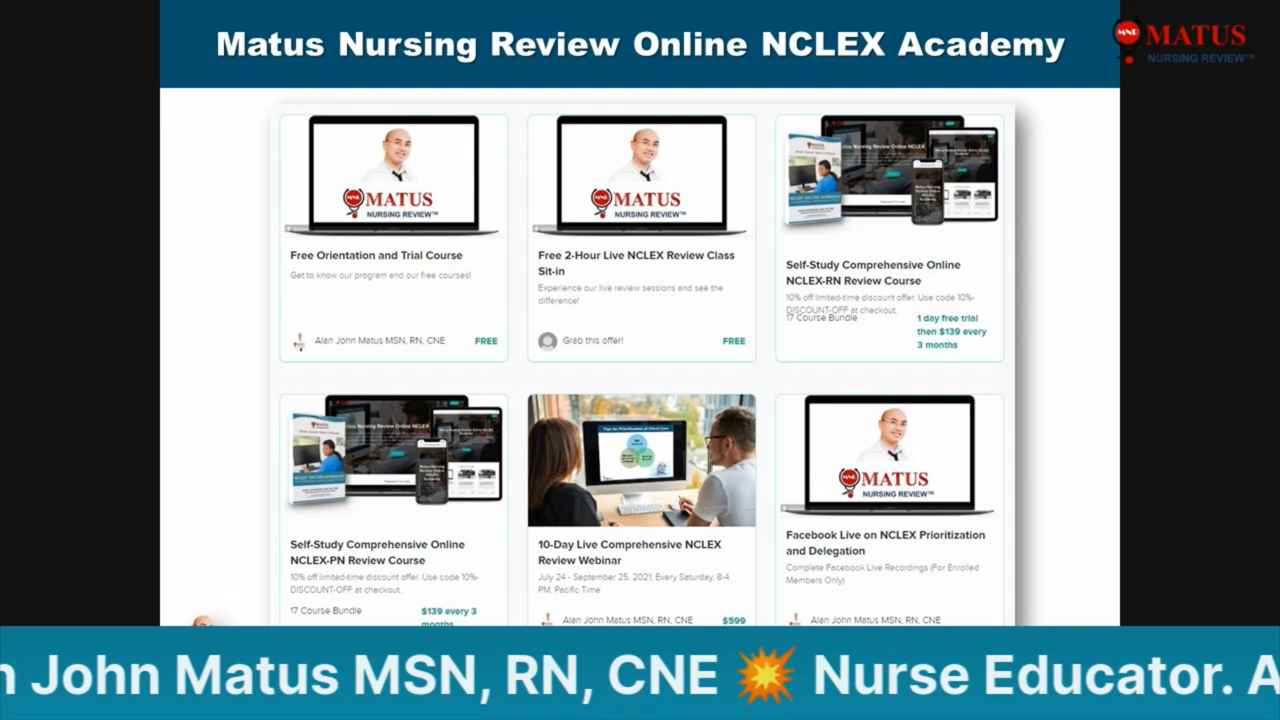 Matus Nursing Review Online NCLEX Academy
MNR MATUS
NURSING REVIEW™
MATUS
NURSING REVIEW™
Free Orientation and Trial Course
Get to know our program and our free courses!
Alan John Matus MSN, RN, CNE
FREE
MATUS
NURSING REVIEW™
Free 2-Hour Live NCLEX Review Class
Sit-in
Experience our live review sessions and see the
difference!
Grab this offer!
FREE
Self-Study Comprehensive Online
NCLEX-RN Review Course
10% off limited-time discount offer. Use code 10%-
DISCOUNT-OFF at checkout.
17 Course Bundle
1 day free trial
then $139 every
3 months
Self-Study Comprehensive Online
NCLEX-PN Review Course
10% off limited-time discount offer. Use code 10%-
DISCOUNT-OFF at checkout.
17 Course Bundle
$139 every 3
months
Tips for Prioritization of Client Care
10-Day Live Comprehensive NCLEX
Review Webinar
July 24 - September 25, 2021; Every Saturday, 8-4
PM, Pacific Time
Alan John Matus MSN, RN, CNE
$599
MATUS
NURSING REVIEW™
Facebook Live on NCLEX Prioritization
and Delegation
Complete Facebook Live Recordings (For Enrolled
Members Only)
Alan John Matus MSN, RN, CNE
n John Matus MSN, RN, CNE 💥 Nurse Educator. A